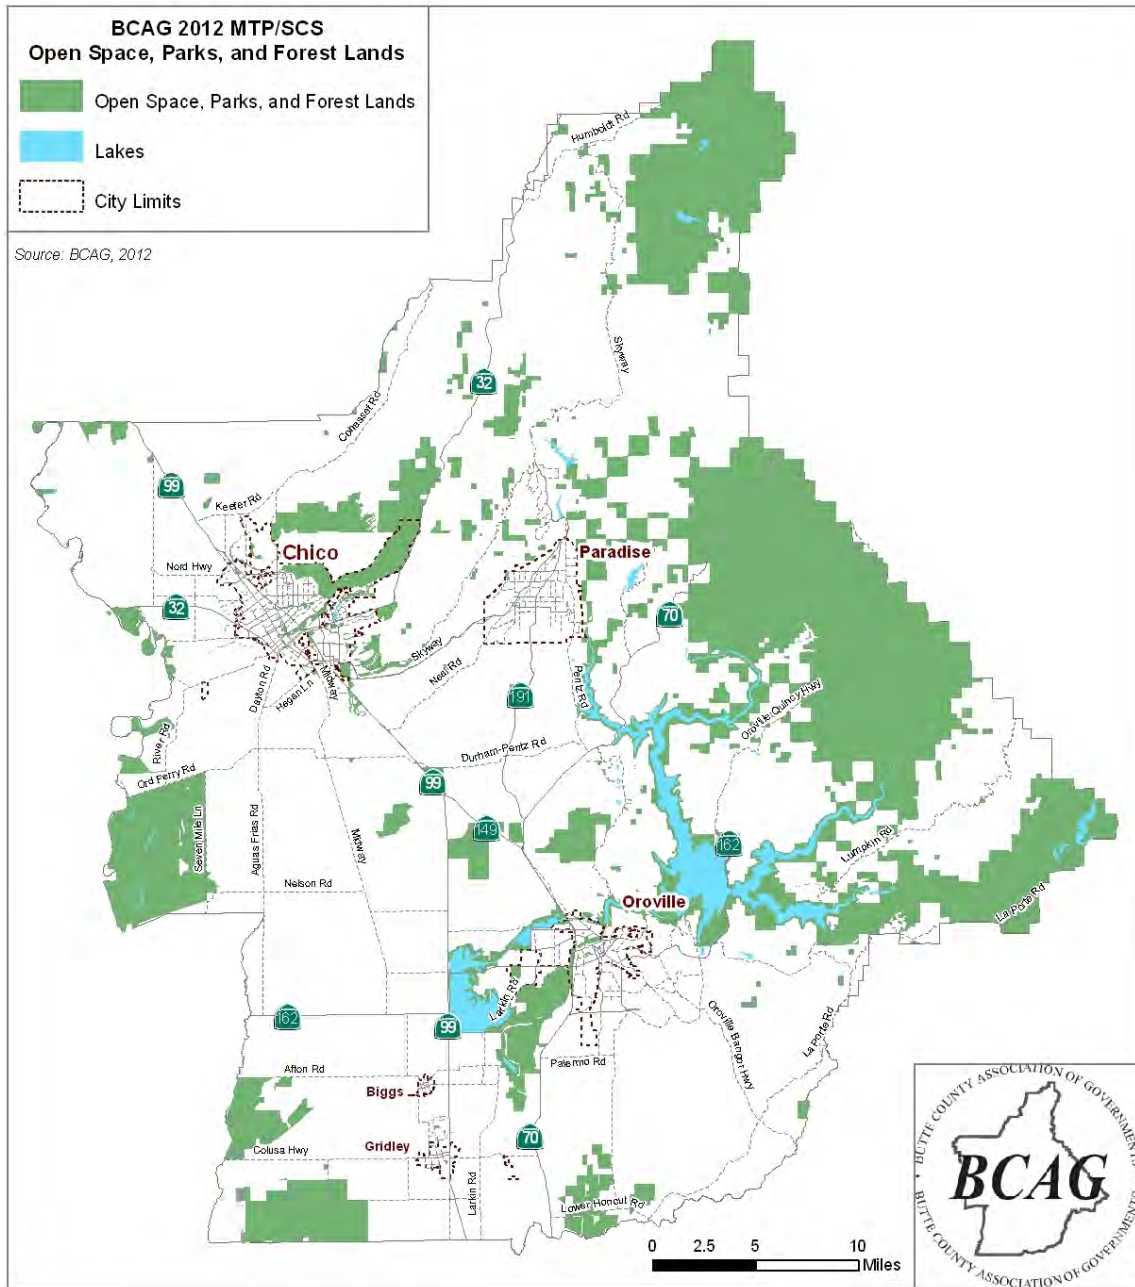 BCAG 2012 MTP/SCS
Open Space, Parks, and Forest Lands
Open Space, Parks, and Forest Lands
Lakes
City Limits
Source: BCAG, 2012
Humboldt Rd
Skyway
32
Cohasset Rd
99
Keefer Rd
Chico
Paradise
Nord Hwy
32
70
Skyway
Neal Rd
Pentz Rd
Midway
Dayton Rd
Hegan Ln
191
Oroville Quincy Hwy
River Rd
Durham-Pentz Rd
Ord Ferry Rd
99
Seven Mile Ln
Aguas Frias Rd
Midway
149
162
Lumpkin Rd
Nelson Rd
Oroville
La Porte Rd
Larkin Rd
162
99
Oroville Bangor Hwy
La Porte Rd
Palermo Rd
Afton Rd
Biggs
Gridley
70
Colusa Hwy
Larkin Rd
Lower Honcut Rd
0 2.5 5 10
Miles
BUTTE COUNTY ASSOCIATION OF GOVERNMENTS
BCAG
BUTTE COUNTY ASSOCIATION OF GOVERNMENTS